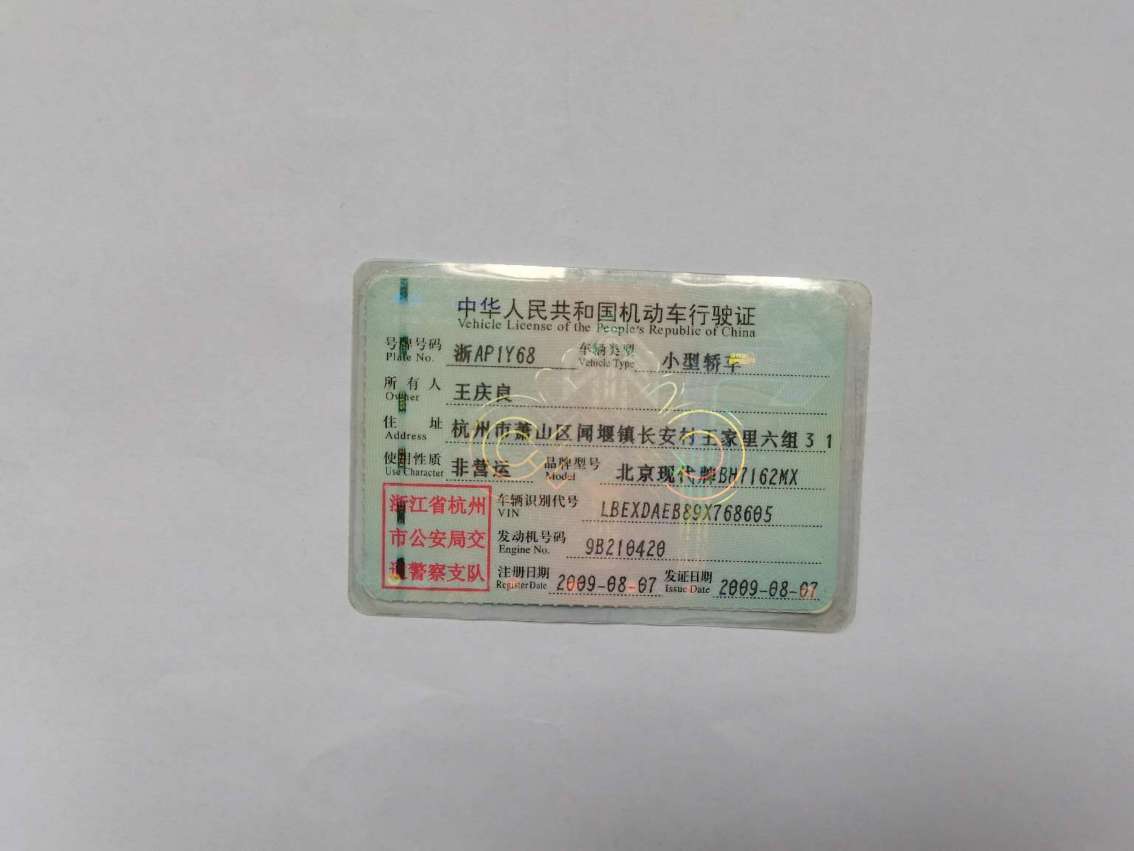 中华人民共和国机动车行驶证
Vehicle License of the People's Republic of China
号牌号码 浙AP1Y68 车辆类型 小型轿车
Plate No. Vehicle Type
所有人 王庆良
Owner
住址 杭州市萧山区闻堰镇长安村王家里六组31
Address
使用性质 非营运 品牌型号 北京现代牌BH7162MX
Use Character Model
浙江省杭州
市公安局交
通警察支队
车辆识别代号 LBEXDAEB89X768605
VIN
发动机号码 9B210420
Engine No.
注册日期 2009-08-07 发证日期 2009-08-07
Register Date Issue Date